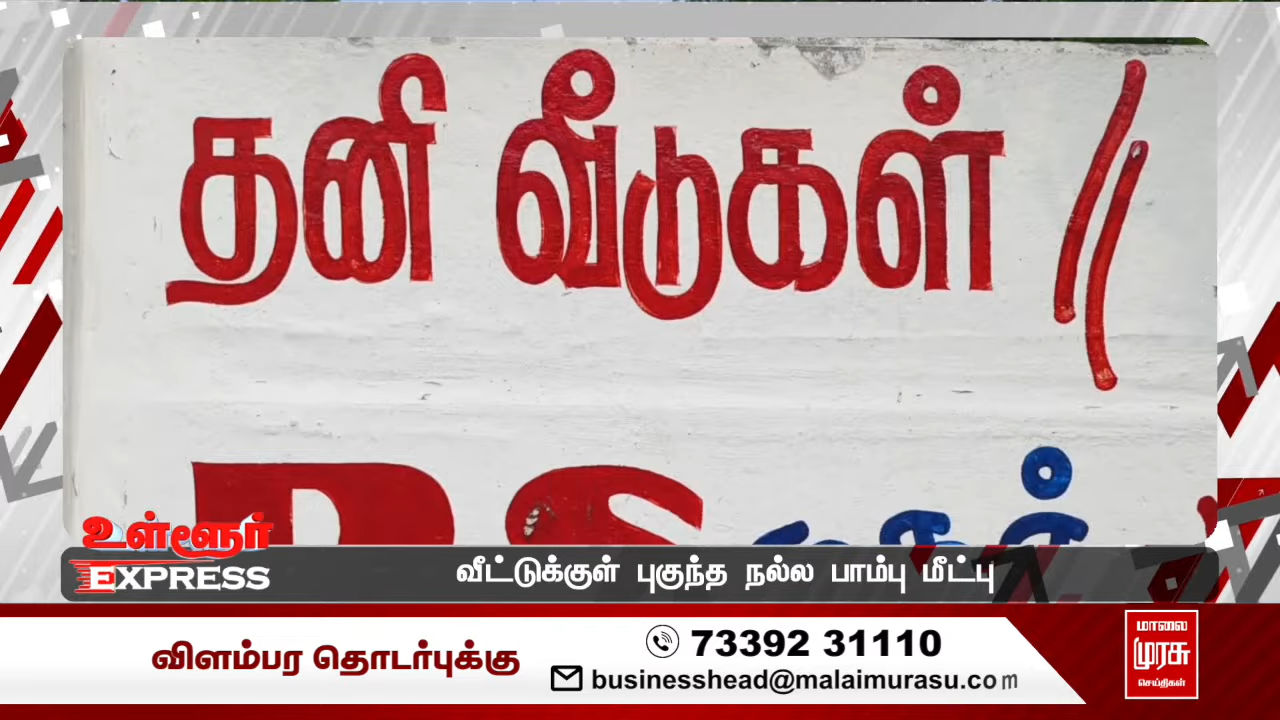 தனி வீடுகள் //
உள்ளூர்
EXPRESS
வீட்டுக்குள் புகுந்த நல்ல பாம்பு மீட்பு
விளம்பர தொடர்புக்கு
73392 31110
businesshead@malaimurasu.com
மாலை
முரசு
செய்திகள்